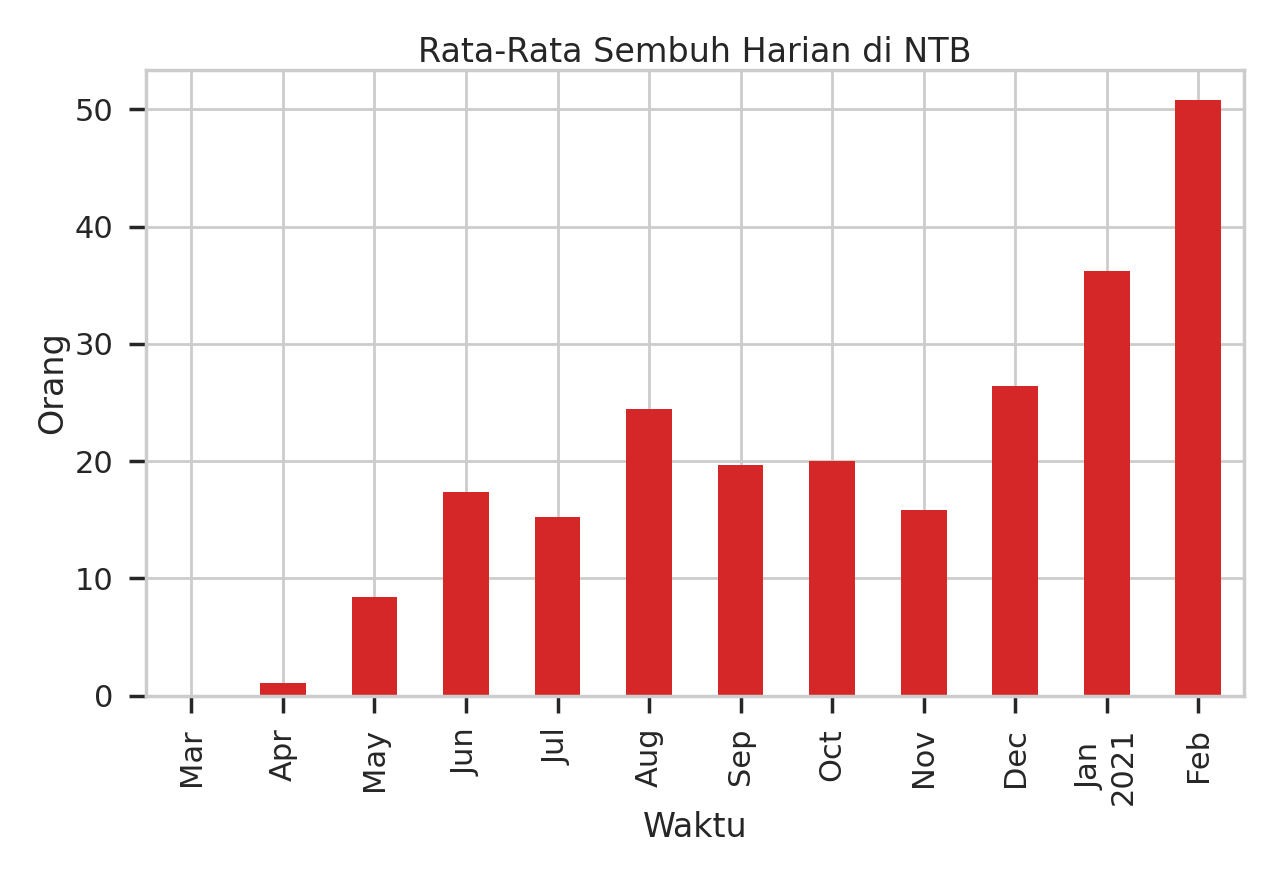 Rata-Rata Sembuh Harian di NTB
Orang
50
40
30
20
10
0
Mar
Apr
May
Jun
Jul
Aug
Sep
Oct
Nov
Dec
Jan
2021
Feb
Waktu